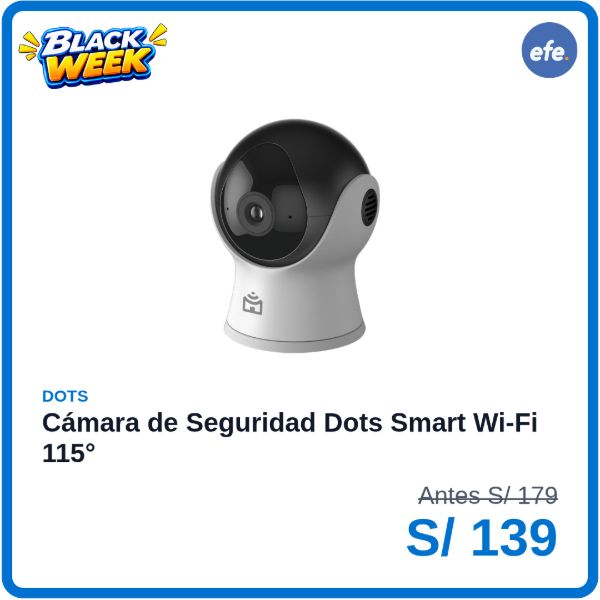 BLACK
WEEK
efe.
DOTS
Cámara de Seguridad Dots Smart Wi-Fi
115°
Antes S/ 179
S/ 139